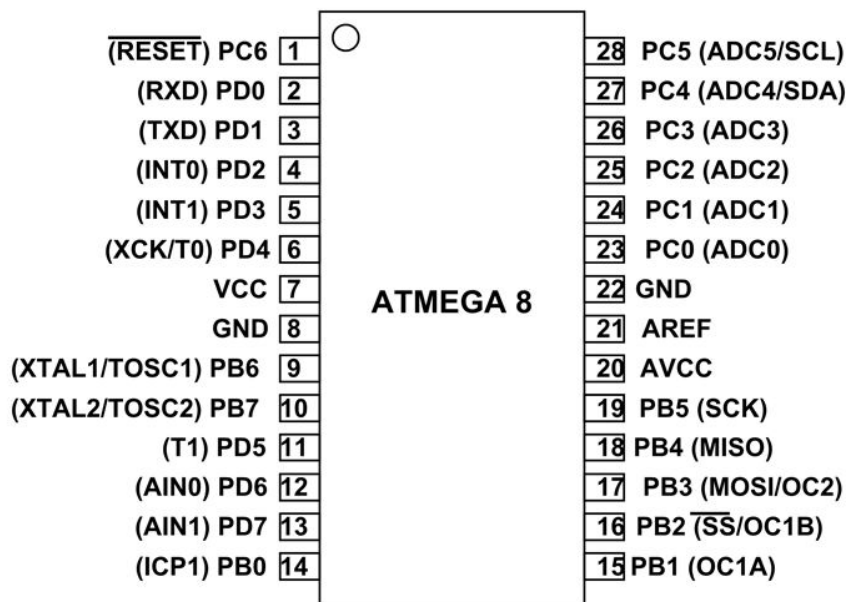 (RESET) PC6 1
(RXD) PD0 2
(TXD) PD1 3
(INT0) PD2 4
(INT1) PD3 5
(XCK/T0) PD4 6
VCC 7
GND 8
(XTAL1/TOSC1) PB6 9
(XTAL2/TOSC2) PB7 10
(T1) PD5 11
(AIN0) PD6 12
(AIN1) PD7 13
(ICP1) PB0 14
ATMEGA 8
28 PC5 (ADC5/SCL)
27 PC4 (ADC4/SDA)
26 PC3 (ADC3)
25 PC2 (ADC2)
24 PC1 (ADC1)
23 PC0 (ADC0)
22 GND
21 AREF
20 AVCC
19 PB5 (SCK)
18 PB4 (MISO)
17 PB3 (MOSI/OC2)
16 PB2 (SS/OC1B)
15 PB1 (OC1A)